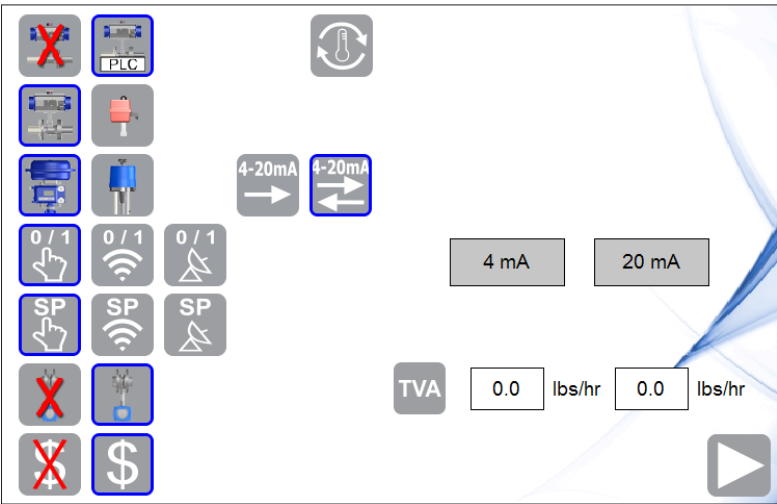 PLC
4-20mA 4-20mA
0 / 1 0 / 1 0 / 1
4 mA 20 mA
SP SP SP
TVA 0.0 lbs/hr 0.0 lbs/hr
$ $